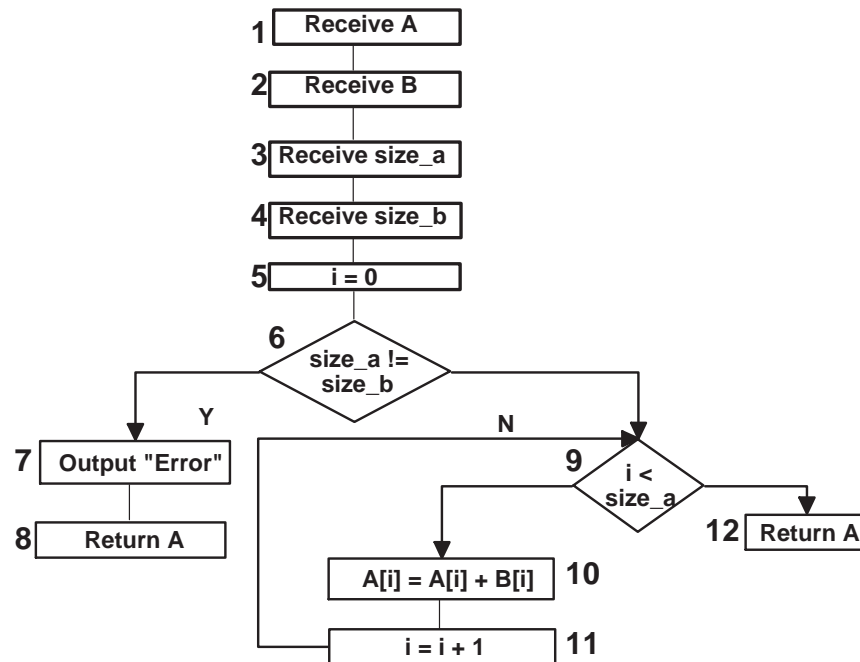 1 Receive A
2 Receive B
3 Receive size_a
4 Receive size_b
5 i = 0
6
size_a !=
size_b
Y
N
7 Output "Error"
8 Return A
9
i <
size_a
12 Return A
A[i] = A[i] + B[i] 10
i = i + 1 11